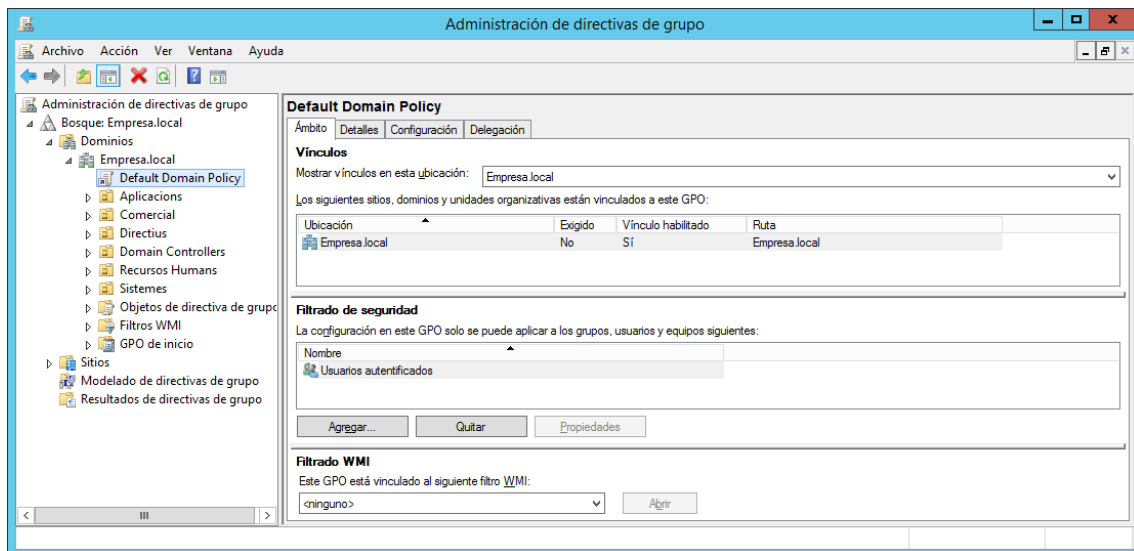 Administración de directivas de grupo
Archivo Acción Ver Ventana Ayuda
Administración de directivas de grupo
Bosque: Empresa.local
Dominios
Empresa.local
Default Domain Policy
Aplicacions
Comercial
Directius
Domain Controllers
Recursos Humans
Sistemes
Objetos de directiva de grupo
Filtros WMI
GPO de inicio
Sitios
Modelado de directivas de grupo
Resultados de directivas de grupo
Default Domain Policy
Ámbito Detalles Configuración Delegación
Vínculos
Mostrar vínculos en esta ubicación: Empresa.local
Los siguientes sitios, dominios y unidades organizativas están vinculados a este GPO:
Ubicación Exigido Vínculo habilitado Ruta
Empresa.local No Sí Empresa.local
Filtrado de seguridad
La configuración en este GPO solo se puede aplicar a los grupos, usuarios y equipos siguientes:
Nombre
Usuarios autentificados
Agregar... Quitar Propiedades
Filtrado WMI
Este GPO está vinculado al siguiente filtro WMI:
<ninguno> Abrir